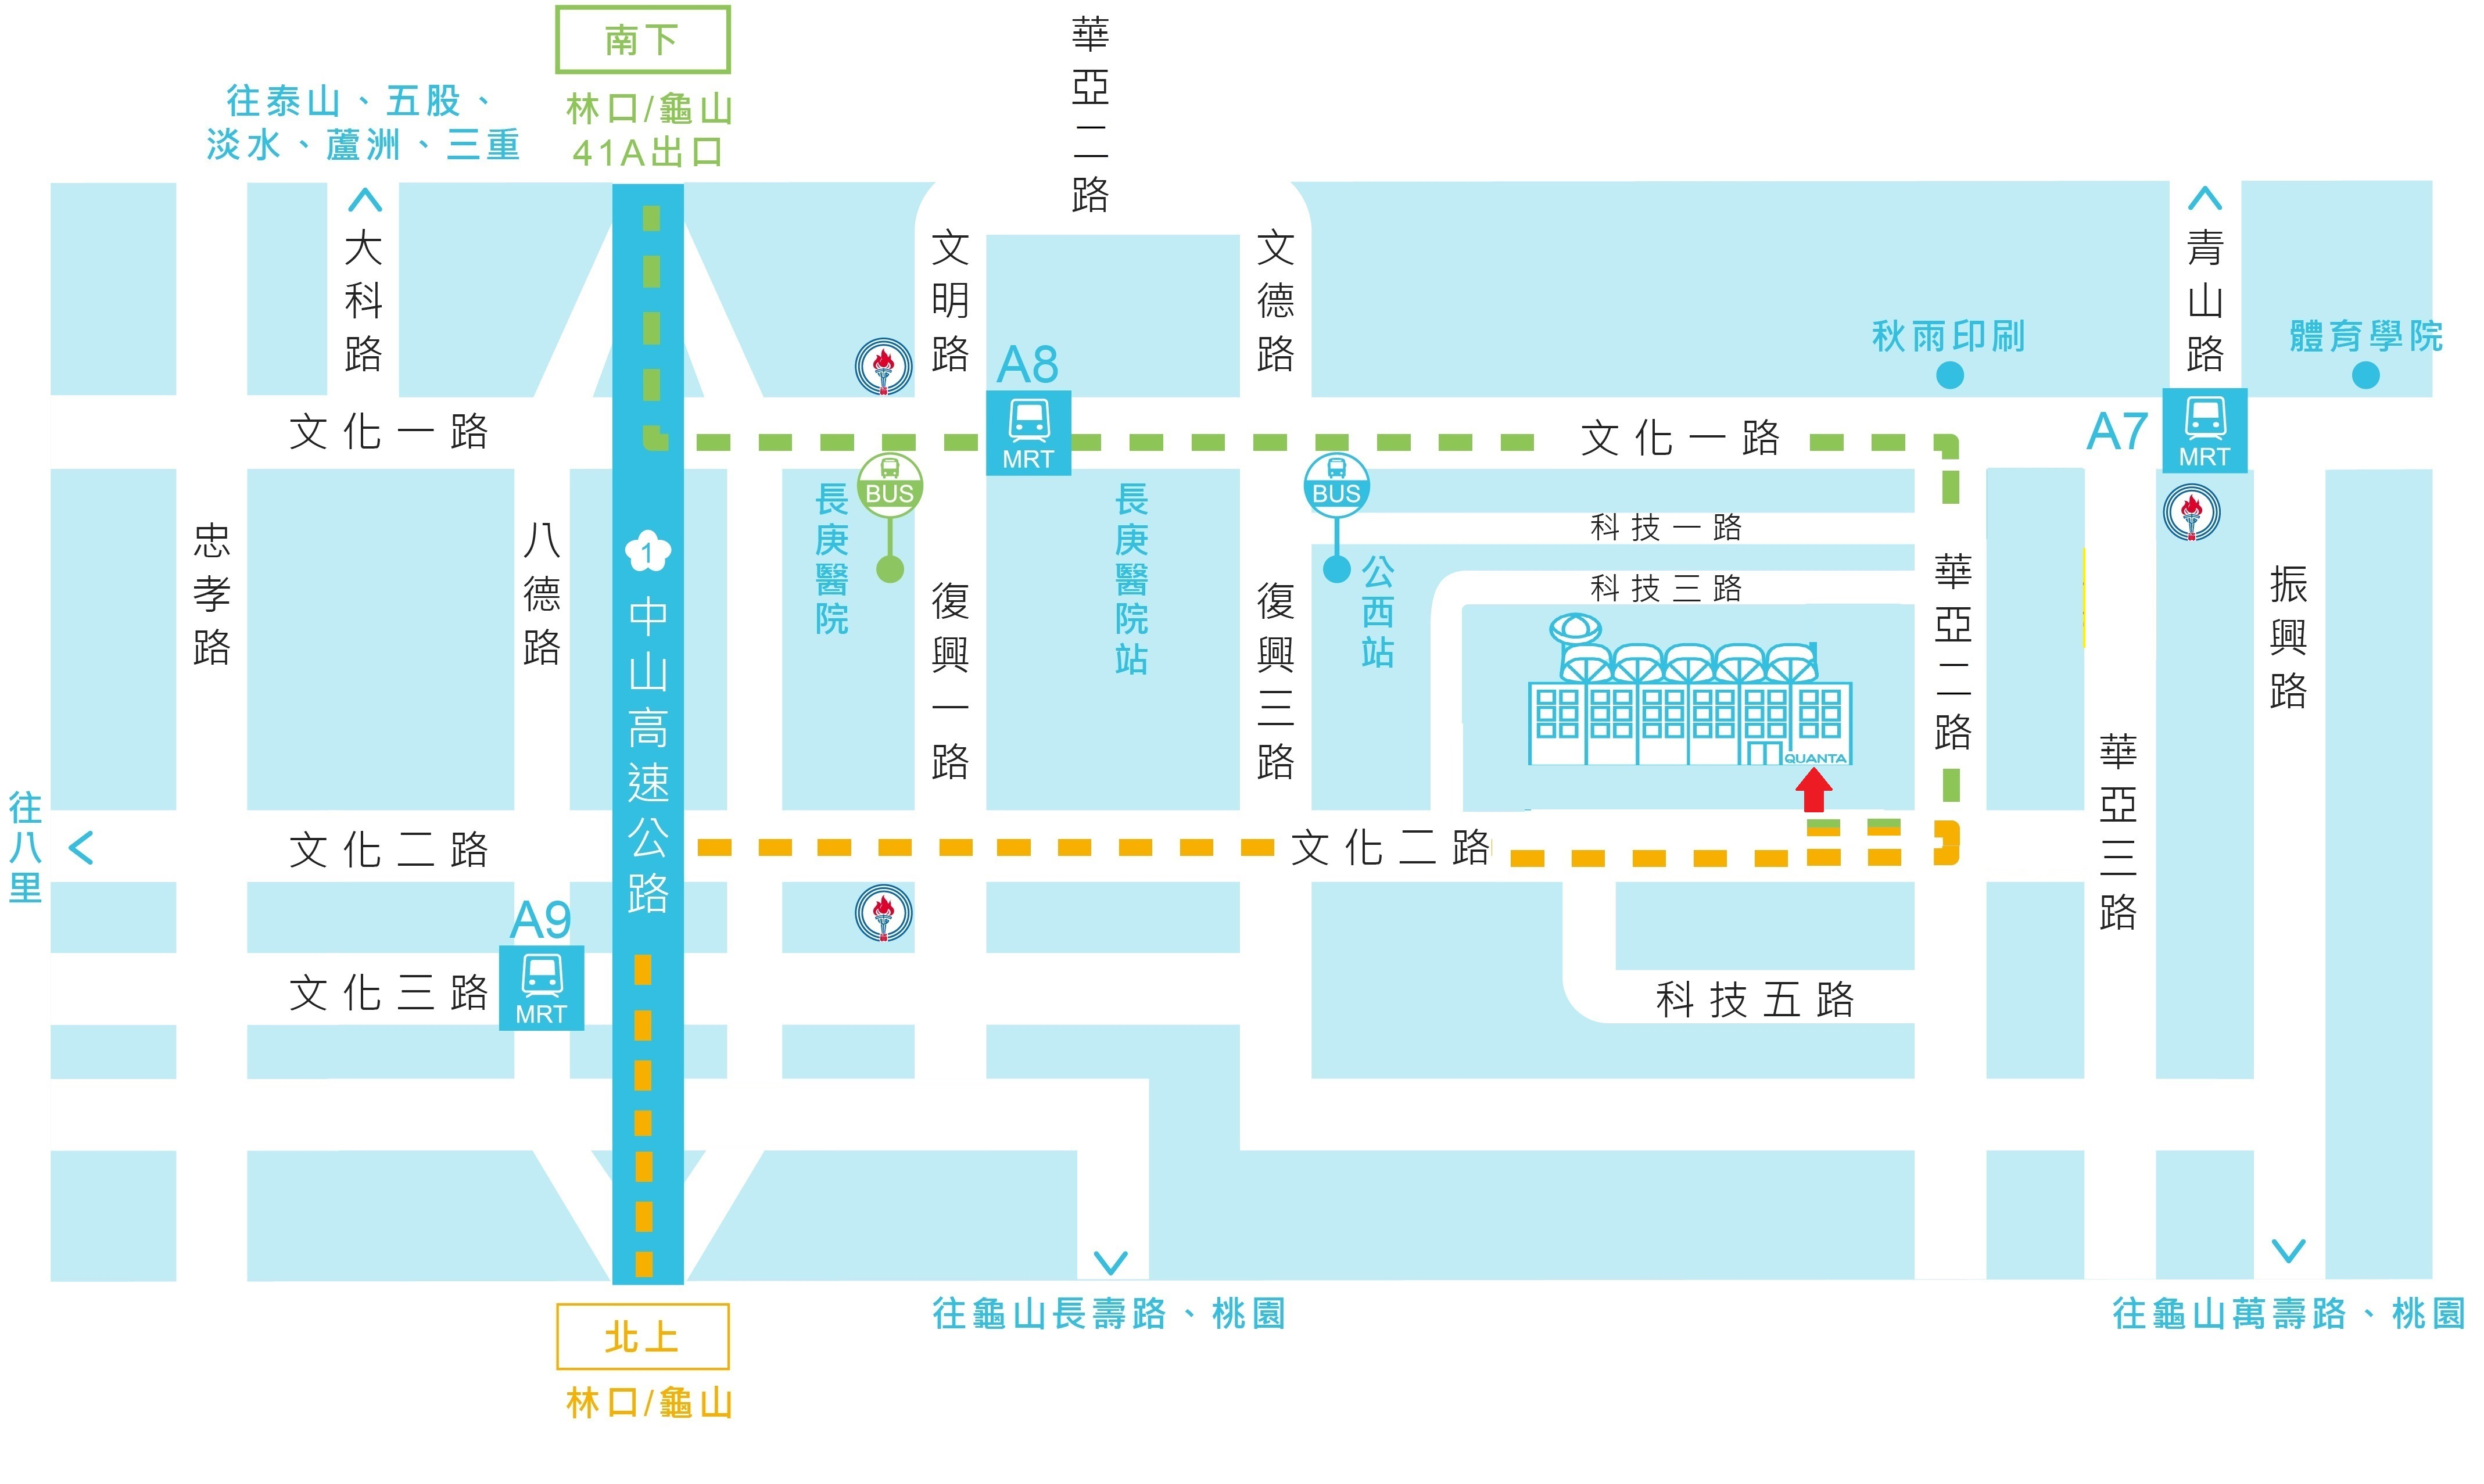 南下
林口/龜山
41A出口
華亞二路
往泰山、五股、
淡水、蘆洲、三重
大科路
文明路
文德路
青山路
秋雨印刷
體育學院
A8
MRT
A7
MRT
文化一路
文化一路
BUS
長庚醫院
長庚醫院站
BUS
公西站
科技一路
科技三路
忠孝路
八德路
1
中山高速公路
復興一路
復興三路
華亞二路
振興路
QUANTA
華亞三路
往八里
文化二路
文化二路
A9
MRT
文化三路
科技五路
往龜山長壽路、桃園
往龜山萬壽路、桃園
北上
林口/龜山